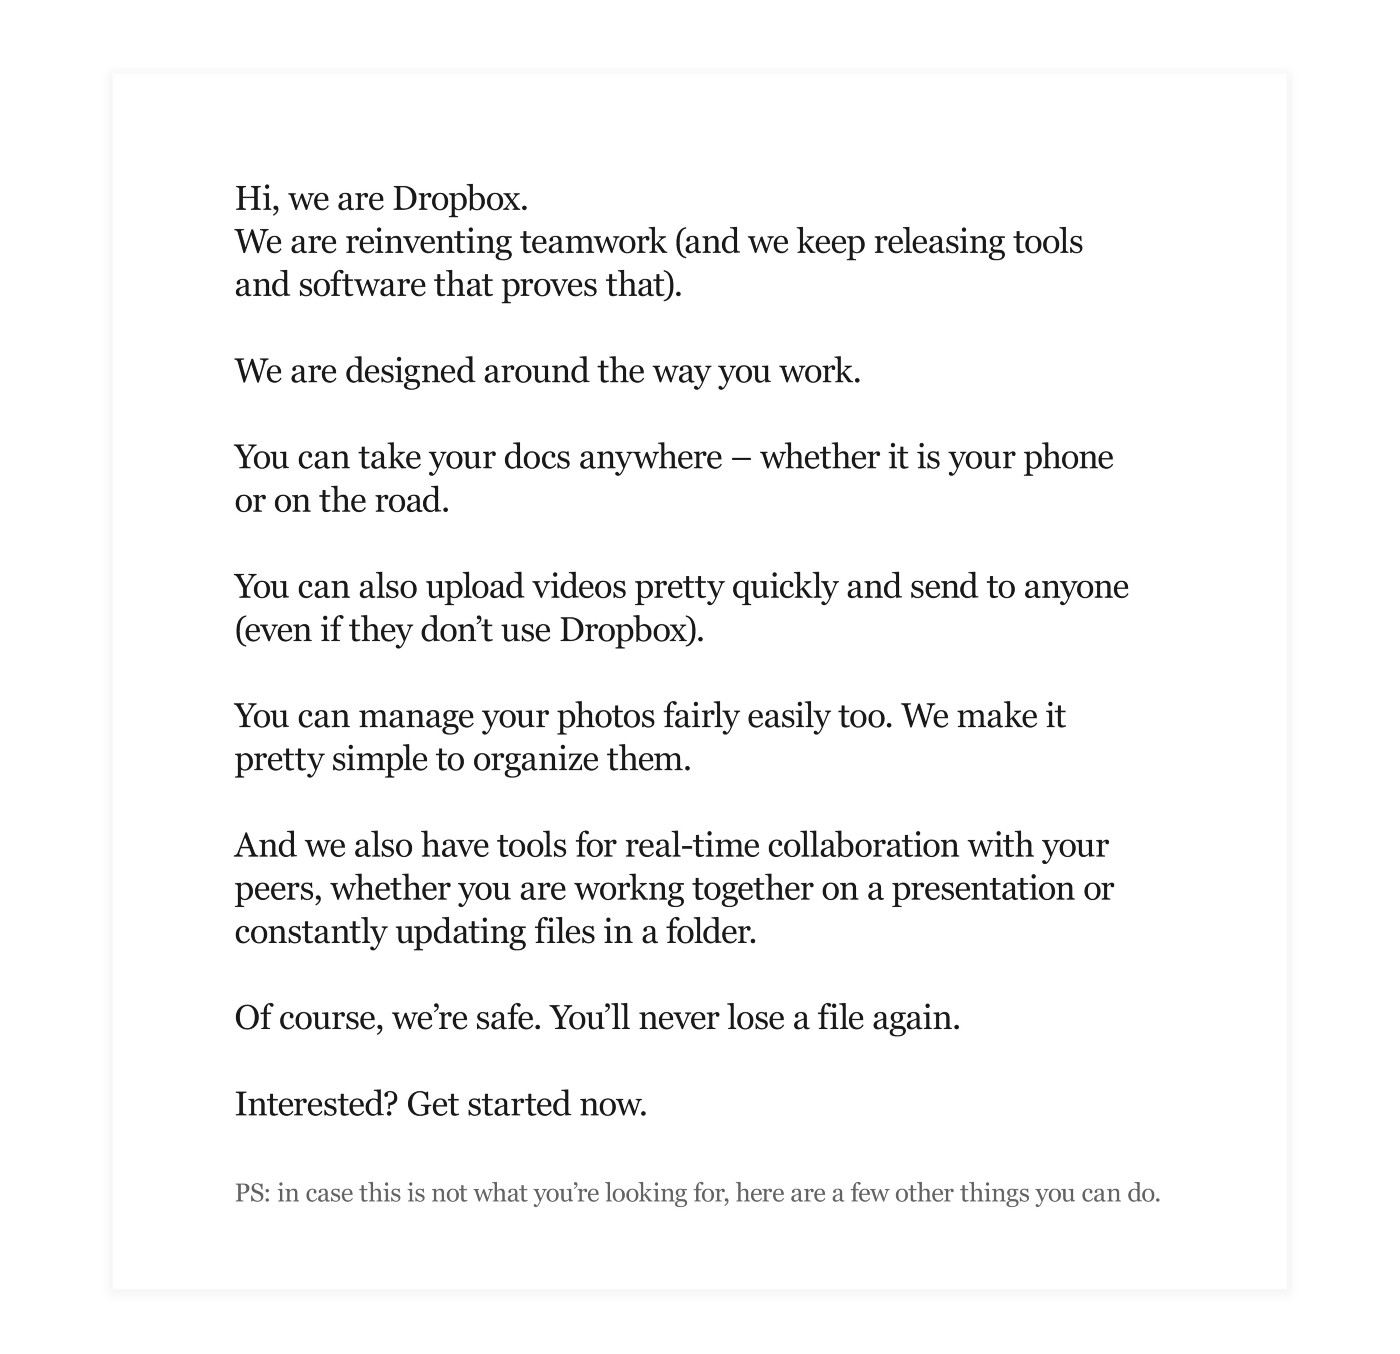 Hi, we are Dropbox.
We are reinventing teamwork (and we keep releasing tools
and software that proves that).
We are designed around the way you work.
You can take your docs anywhere – whether it is your phone
or on the road.
You can also upload videos pretty quickly and send to anyone
(even if they don’t use Dropbox).
You can manage your photos fairly easily too. We make it
pretty simple to organize them.
And we also have tools for real-time collaboration with your
peers, whether you are workng together on a presentation or
constantly updating files in a folder.
Of course, we’re safe. You’ll never lose a file again.
Interested? Get started now.
PS: in case this is not what you’re looking for, here are a few other things you can do.